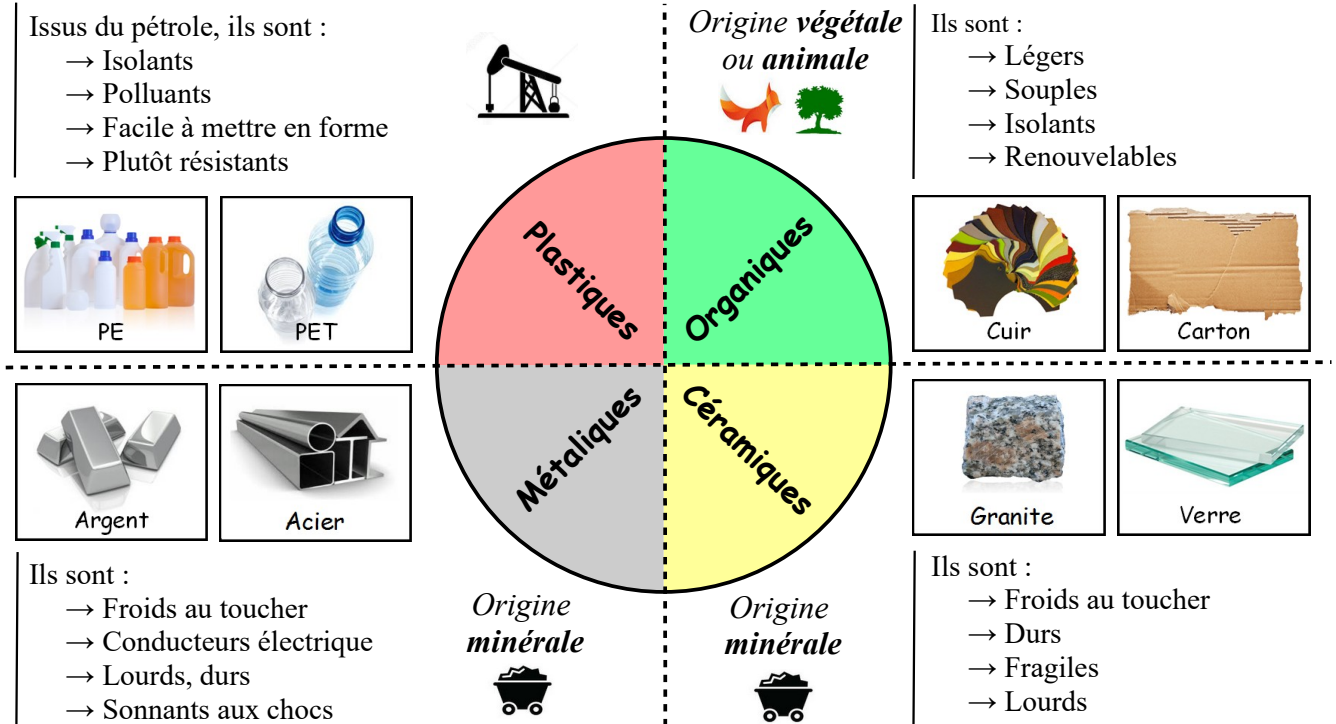 Issus du pétrole, ils sont :
→ Isolants
→ Polluants
→ Facile à mettre en forme
→ Plutôt résistants
PE
PET
Origine végétale
ou animale
Ils sont :
→ Légers
→ Souples
→ Isolants
→ Renouvelables
Cuir
Carton
Plastiques
Organiques
Métaliques
Céramiques
Argent
Acier
Ils sont :
→ Froids au toucher
→ Conducteurs électrique
→ Lourds, durs
→ Sonnants aux chocs
Origine
minérale
Origine
minérale
Granite
Verre
Ils sont :
→ Froids au toucher
→ Durs
→ Fragiles
→ Lourds